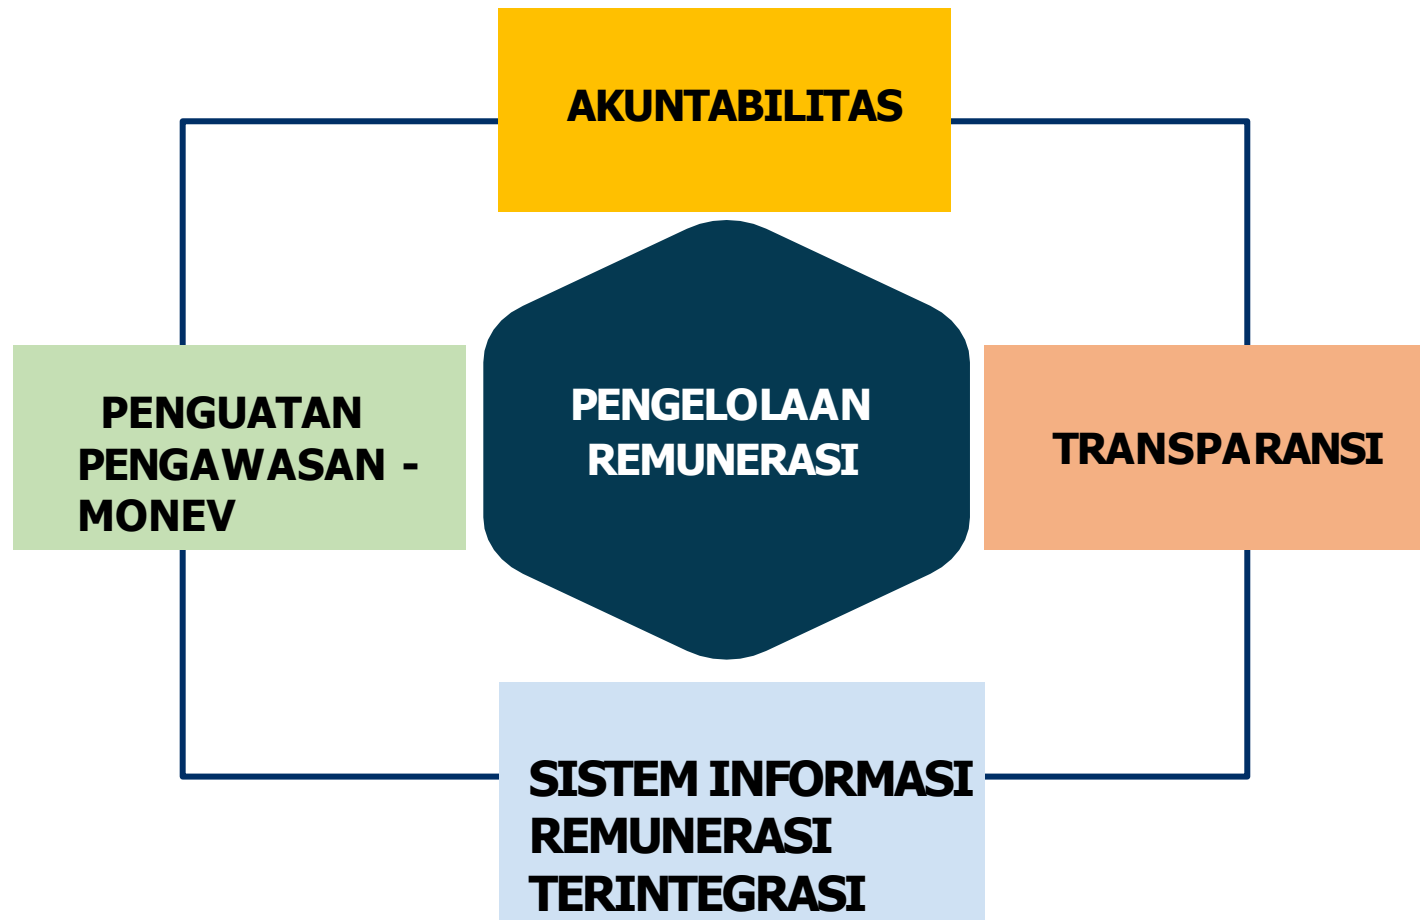 AKUNTABILITAS
PENGUATAN
PENGAWASAN -
MONEV
PENGELOLAAN
REMUNERASI
TRANSPARANSI
SISTEM INFORMASI
REMUNERASI
TERINTEGRASI